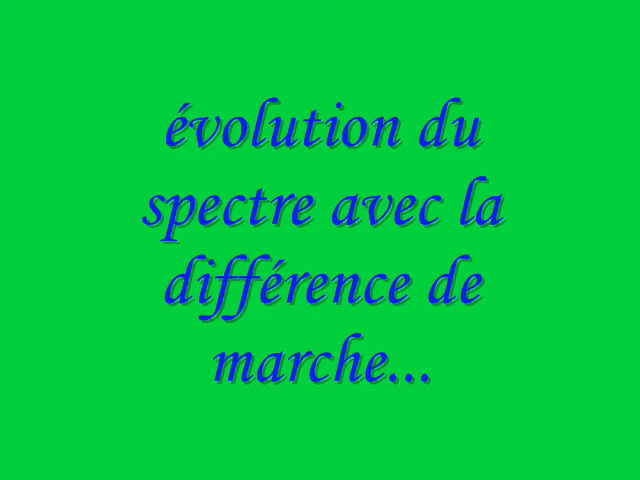 évolution du
spectre avec la
différence de
marche...